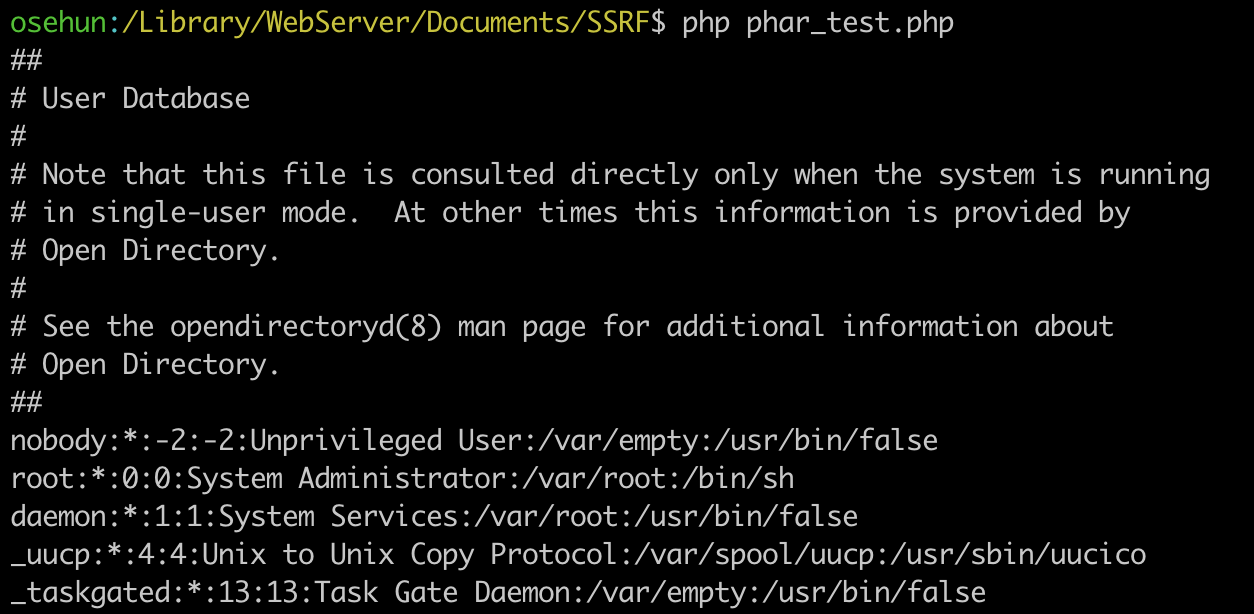 osehun:/Library/WebServer/Documents/SSRF$ php phar_test.php
##
# User Database
#
# Note that this file is consulted directly only when the system is running
# in single-user mode.  At other times this information is provided by
# Open Directory.
#
# See the opendirectoryd(8) man page for additional information about
# Open Directory.
##
nobody:*:-2:-2:Unprivileged User:/var/empty:/usr/bin/false
root:*:0:0:System Administrator:/var/root:/bin/sh
daemon:*:1:1:System Services:/var/root:/usr/bin/false
_uucp:*:4:4:Unix to Unix Copy Protocol:/var/spool/uucp:/usr/sbin/uucico
_taskgated:*:13:13:Task Gate Daemon:/var/empty:/usr/bin/false